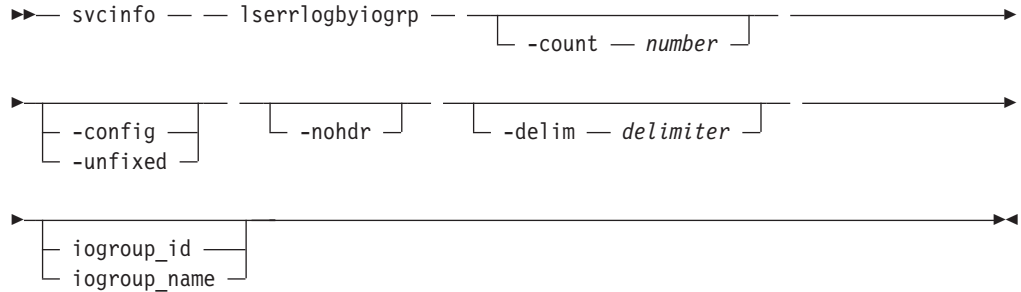 svcinfo lserrlogbyiogrp
-count number
-config -nohdr -delim delimiter
-unfixed
iogroup_id
iogroup_name